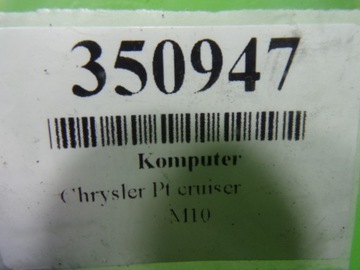 350947
Komputer
Chrysler Pt cruiser
M10